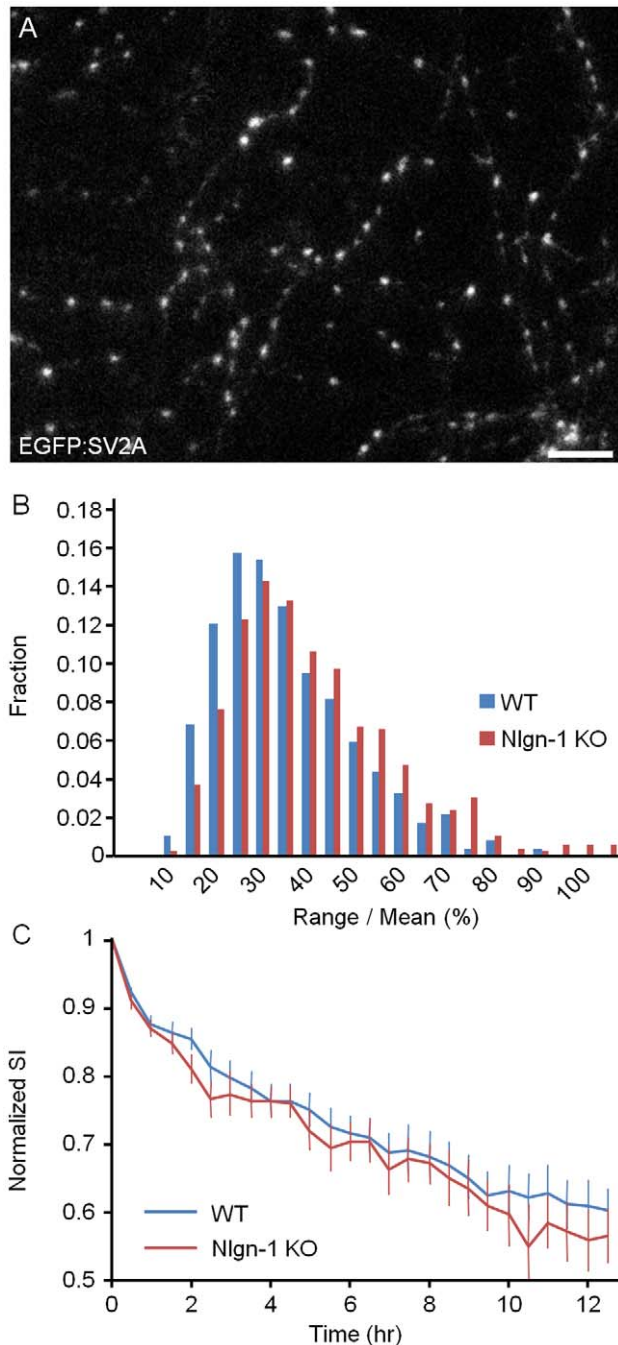 A
EGFP:SV2A
B
0.18
0.16
0.14
0.12
0.10
0.08
0.06
0.04
0.02
0
Fraction
WT
Nlgn-1 KO
10 20 30 40 50 60 70 80 90 100
Range / Mean (%)
C
1
0.9
0.8
0.7
0.6
0.5
Normalized SI
WT
Nlgn-1 KO
0 2 4 6 8 10 12
Time (hr)